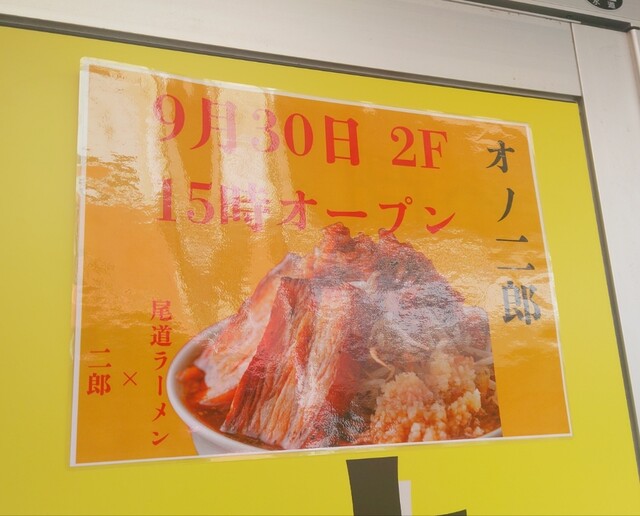 9月30日 2F
15時オープン
オノ二郎
尾道ラーメン
×
二郎